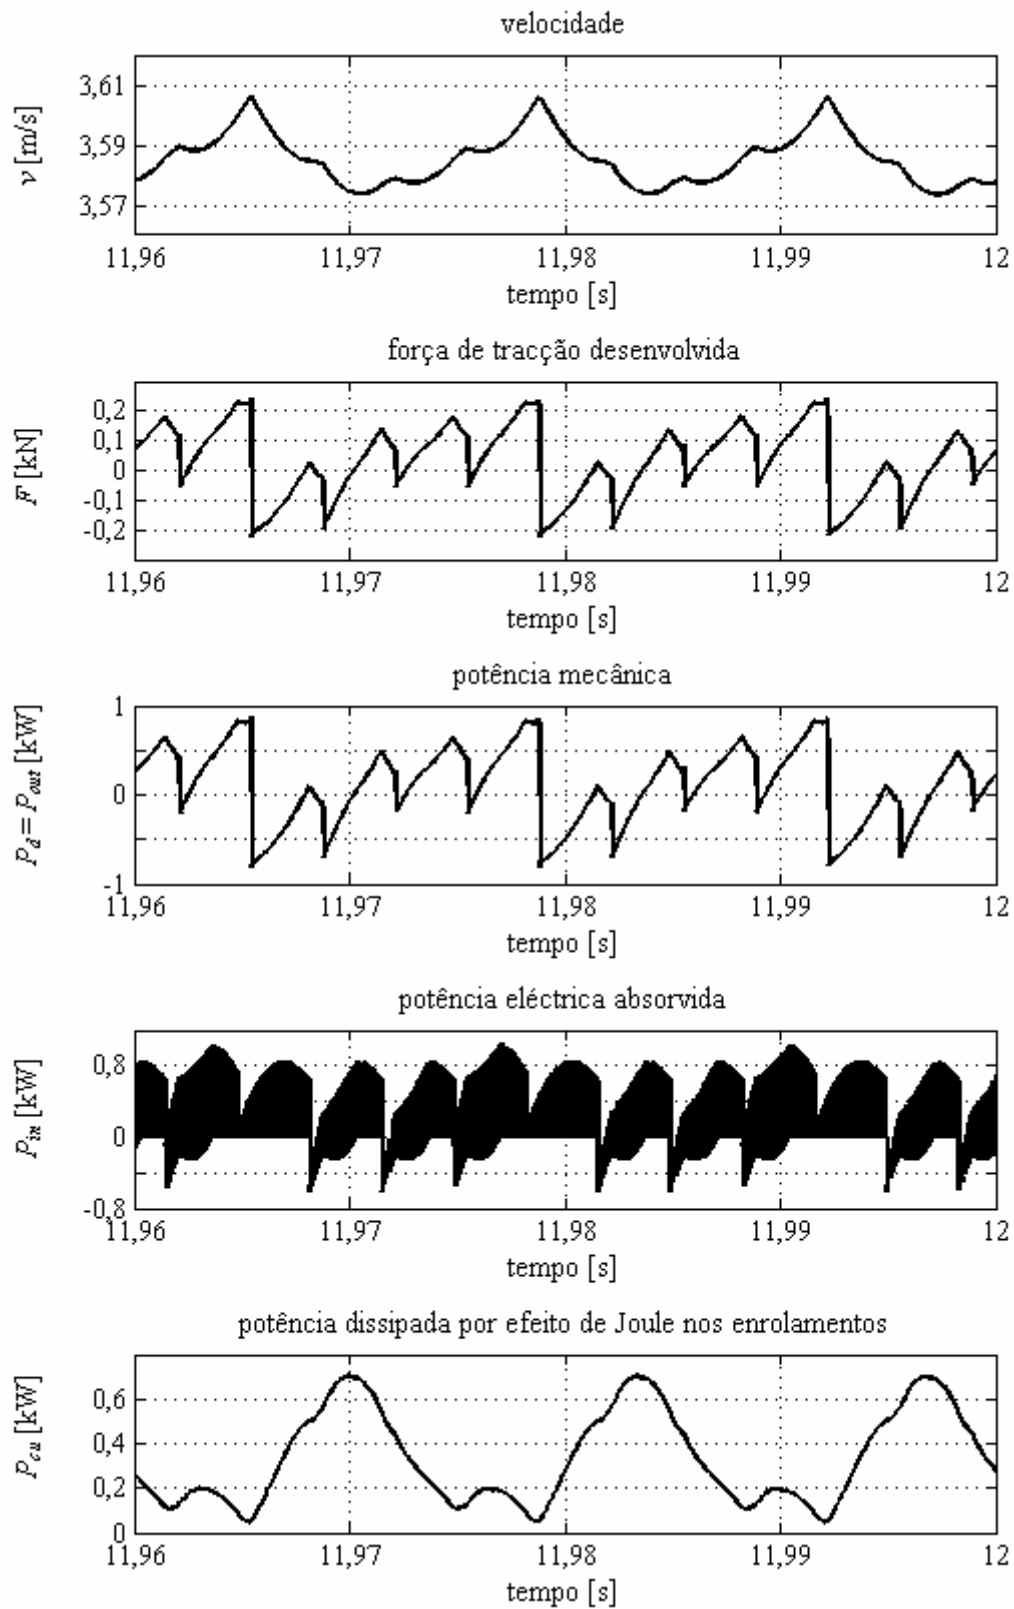 velocidade
3,61
3,59
3,57
v [m/s]
11,96 11,97 11,98 11,99 12
tempo [s]
força de tracção desenvolvida
0,2
0,1
0
-0,1
-0,2
F [kN]
11,96 11,97 11,98 11,99 12
tempo [s]
potência mecânica
1
0
-1
Pd = Pout [kW]
11,96 11,97 11,98 11,99 12
tempo [s]
potência eléctrica absorvida
0,8
0
-0,8
Pin [kW]
11,96 11,97 11,98 11,99 12
tempo [s]
potência dissipada por efeito de Joule nos enrolamentos
0,6
0,4
0,2
0
Pcu [kW]
11,96 11,97 11,98 11,99 12
tempo [s]